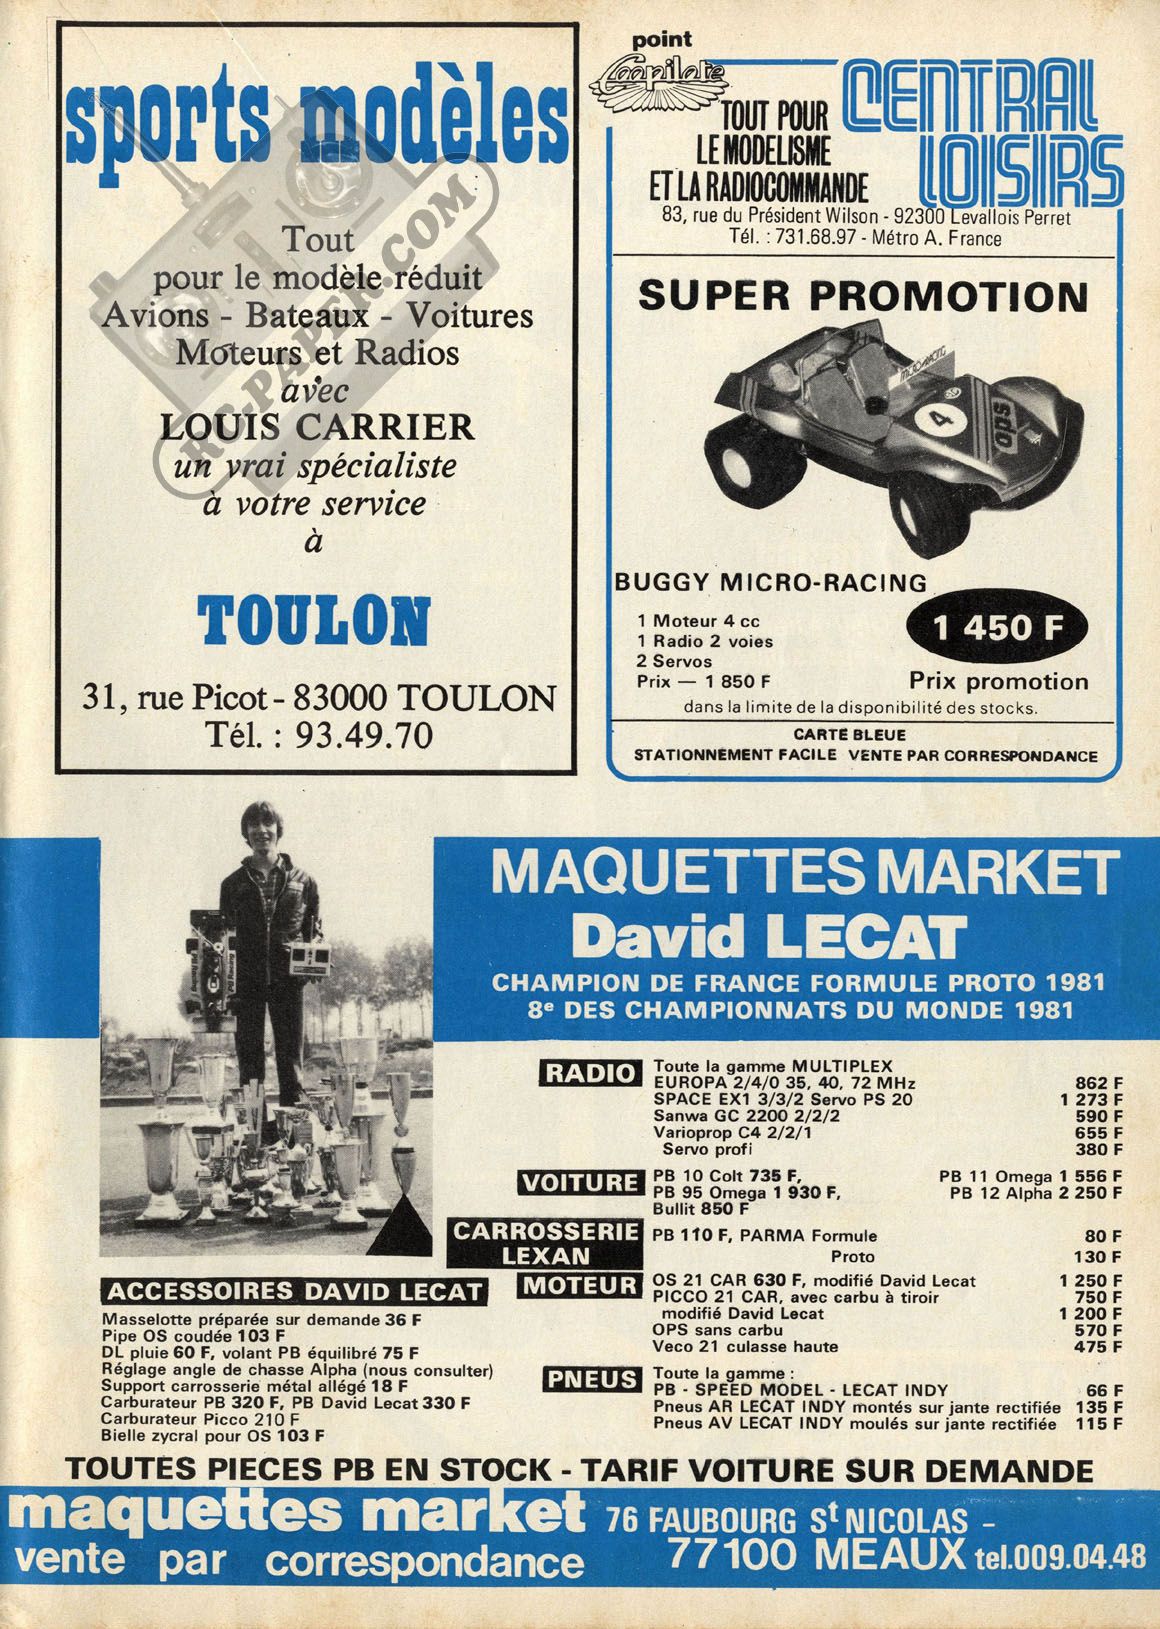 sports modèles
Tout
pour le modèle réduit
Avions - Bateaux - Voitures
Moteurs et Radios
avec
LOUIS CARRIER
un vrai spécialiste
à votre service
à
TOULON
31, rue Picot - 83000 TOULON
Tél. : 93.49.70
RC-PAPER.COM
point
Coopilote
CENTRAL
LOISIRS
TOUT POUR
LE MODELISME
ET LA RADIOCOMMANDE
83, rue du Président Wilson - 92300 Levallois Perret
Tél. : 731.68.97 - Métro A. France
SUPER PROMOTION
MICRO-RACING
4
ops
BUGGY MICRO-RACING
1 Moteur 4 cc
1 Radio 2 voies
2 Servos
Prix — 1 850 F
1 450 F
Prix promotion
dans la limite de la disponibilité des stocks.
CARTE BLEUE
STATIONNEMENT FACILE VENTE PAR CORRESPONDANCE
MAQUETTES MARKET
David LECAT
CHAMPION DE FRANCE FORMULE PROTO 1981
8e DES CHAMPIONNATS DU MONDE 1981
PB Racing
RADIO
Toute la gamme MULTIPLEX
EUROPA 2/4/0 35, 40, 72 MHz 862 F
SPACE EX1 3/3/2 Servo PS 20 1 273 F
Sanwa GC 2200 2/2/2 590 F
Varioprop C4 2/2/1 655 F
Servo profi 380 F
VOITURE
PB 10 Colt 735 F, PB 11 Omega 1 556 F
PB 95 Omega 1 930 F, PB 12 Alpha 2 250 F
Bullit 850 F
CARROSSERIE
LEXAN
PB 110 F, PARMA Formule 80 F
Proto 130 F
MOTEUR
OS 21 CAR 630 F, modifié David Lecat 1 250 F
PICCO 21 CAR, avec carbu à tiroir 750 F
modifié David Lecat 1 200 F
OPS sans carbu 570 F
Veco 21 culasse haute 475 F
PNEUS
Toute la gamme :
PB - SPEED MODEL - LECAT INDY 66 F
Pneus AR LECAT INDY montés sur jante rectifiée 135 F
Pneus AV LECAT INDY moulés sur jante rectifiée 115 F
ACCESSOIRES DAVID LECAT
Masselotte préparée sur demande 36 F
Pipe OS coudée 103 F
DL pluie 60 F, volant PB équilibré 75 F
Réglage angle de chasse Alpha (nous consulter)
Support carrosserie métal allégé 18 F
Carburateur PB 320 F, PB David Lecat 330 F
Carburateur Picco 210 F
Bielle zycral pour OS 103 F
TOUTES PIECES PB EN STOCK - TARIF VOITURE SUR DEMANDE
maquettes market
vente par correspondance
76 FAUBOURG St NICOLAS -
77100 MEAUX tel.009.04.48